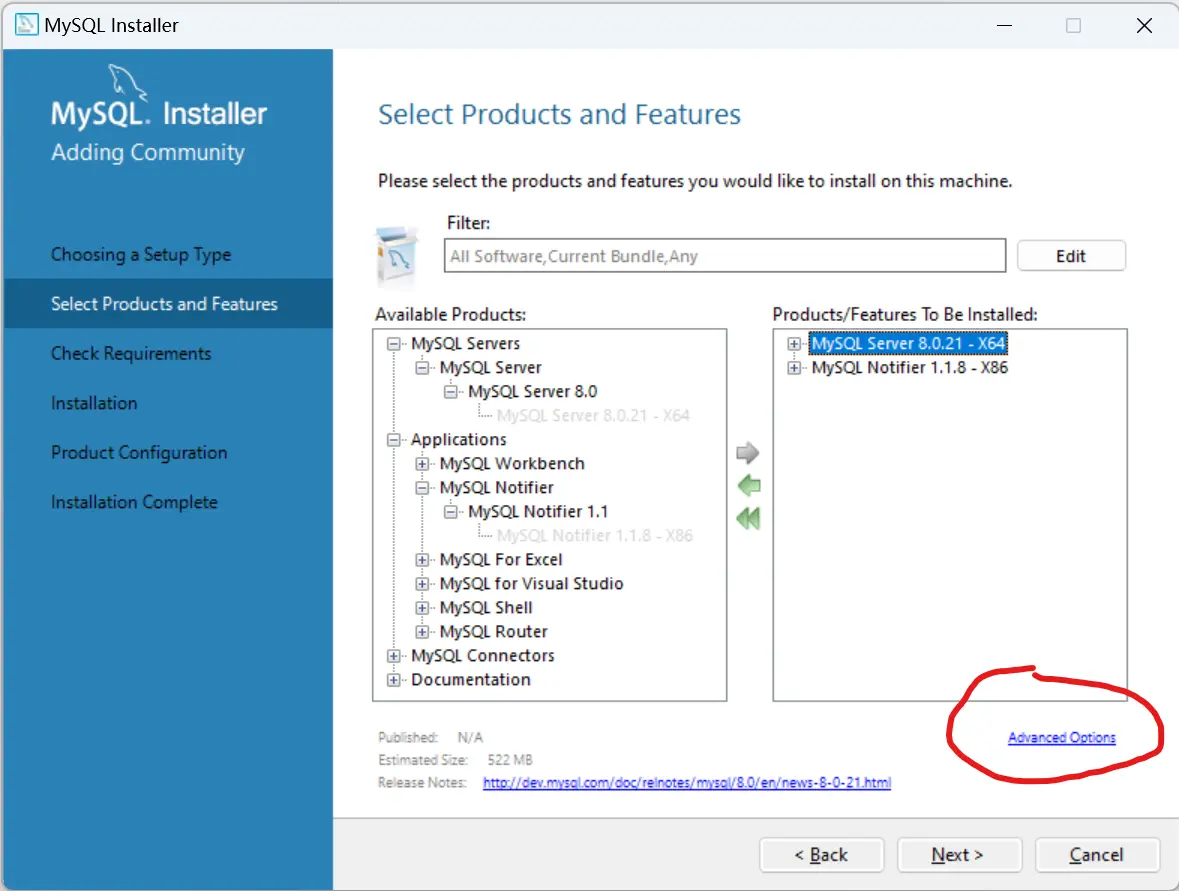 MySQL Installer
MySQL. Installer
Adding Community
Choosing a Setup Type
Select Products and Features
Check Requirements
Installation
Product Configuration
Installation Complete
Select Products and Features
Please select the products and features you would like to install on this machine.
Filter:
All Software,Current Bundle,Any
Edit
Available Products:
MySQL Servers
MySQL Server
MySQL Server 8.0
MySQL Server 8.0.21 - X64
Applications
MySQL Workbench
MySQL Notifier
MySQL Notifier 1.1
MySQL Notifier 1.1.8 - X86
MySQL For Excel
MySQL for Visual Studio
MySQL Shell
MySQL Router
MySQL Connectors
Documentation
Products/Features To Be Installed:
MySQL Server 8.0.21 - X64
MySQL Notifier 1.1.8 - X86
Advanced Options
Published: N/A
Estimated Size: 522 MB
Release Notes: http://dev.mysql.com/doc/relnotes/mysql/8.0/en/news-8-0-21.html
< Back
Next >
Cancel